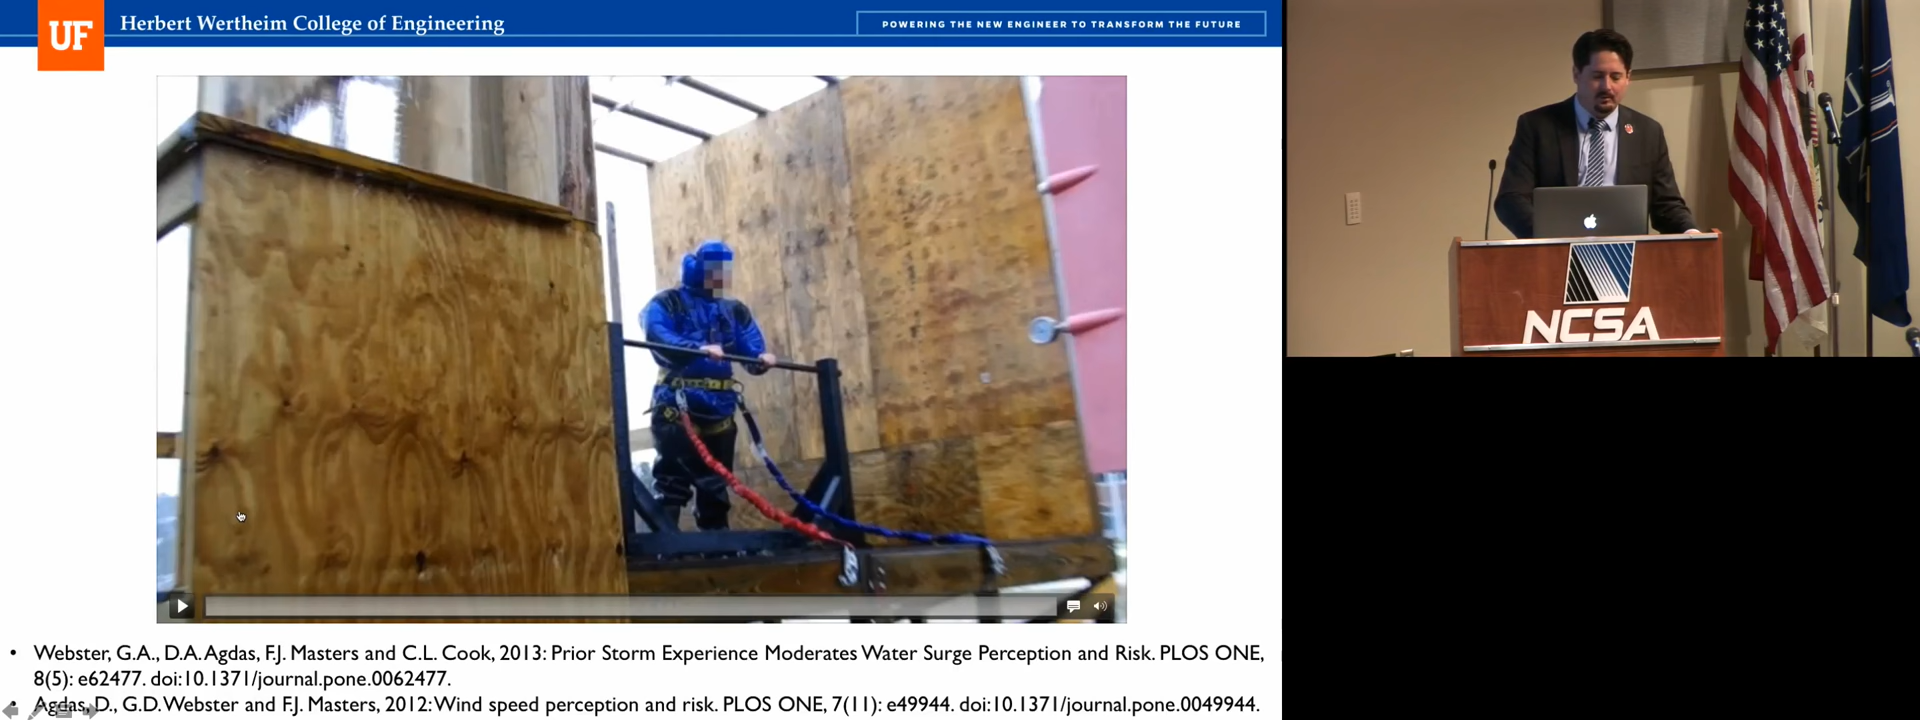 UF
Herbert Wertheim College of Engineering
POWERING THE NEW ENGINEER TO TRANSFORM THE FUTURE
NCSA
• Webster, G.A., D.A. Agdas, F.J. Masters and C.L. Cook, 2013: Prior Storm Experience Moderates Water Surge Perception and Risk. PLOS ONE,
8(5): e62477. doi:10.1371/journal.pone.0062477.
• Agdas, D., G.D. Webster and F.J. Masters, 2012: Wind speed perception and risk. PLOS ONE, 7(11): e49944. doi:10.1371/journal.pone.0049944.